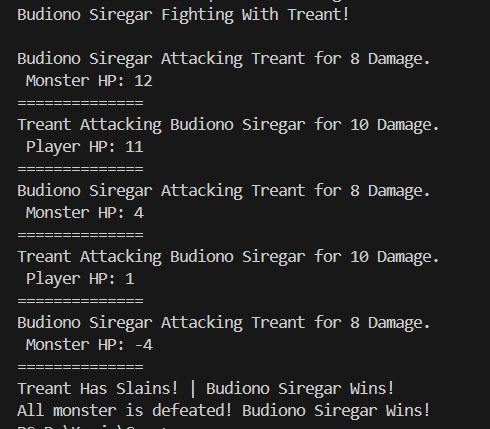 Budiono Siregar Fighting With Treant!
Budiono Siregar Attacking Treant for 8 Damage.
Monster HP: 12
==============
Treant Attacking Budiono Siregar for 10 Damage.
Player HP: 11
==============
Budiono Siregar Attacking Treant for 8 Damage.
Monster HP: 4
==============
Treant Attacking Budiono Siregar for 10 Damage.
Player HP: 1
==============
Budiono Siregar Attacking Treant for 8 Damage.
Monster HP: -4
==============
Treant Has Slains! | Budiono Siregar Wins!
All monster is defeated! Budiono Siregar Wins!